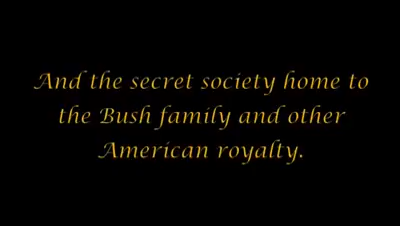 And the secret society home to
the Bush family and other
American royalty.